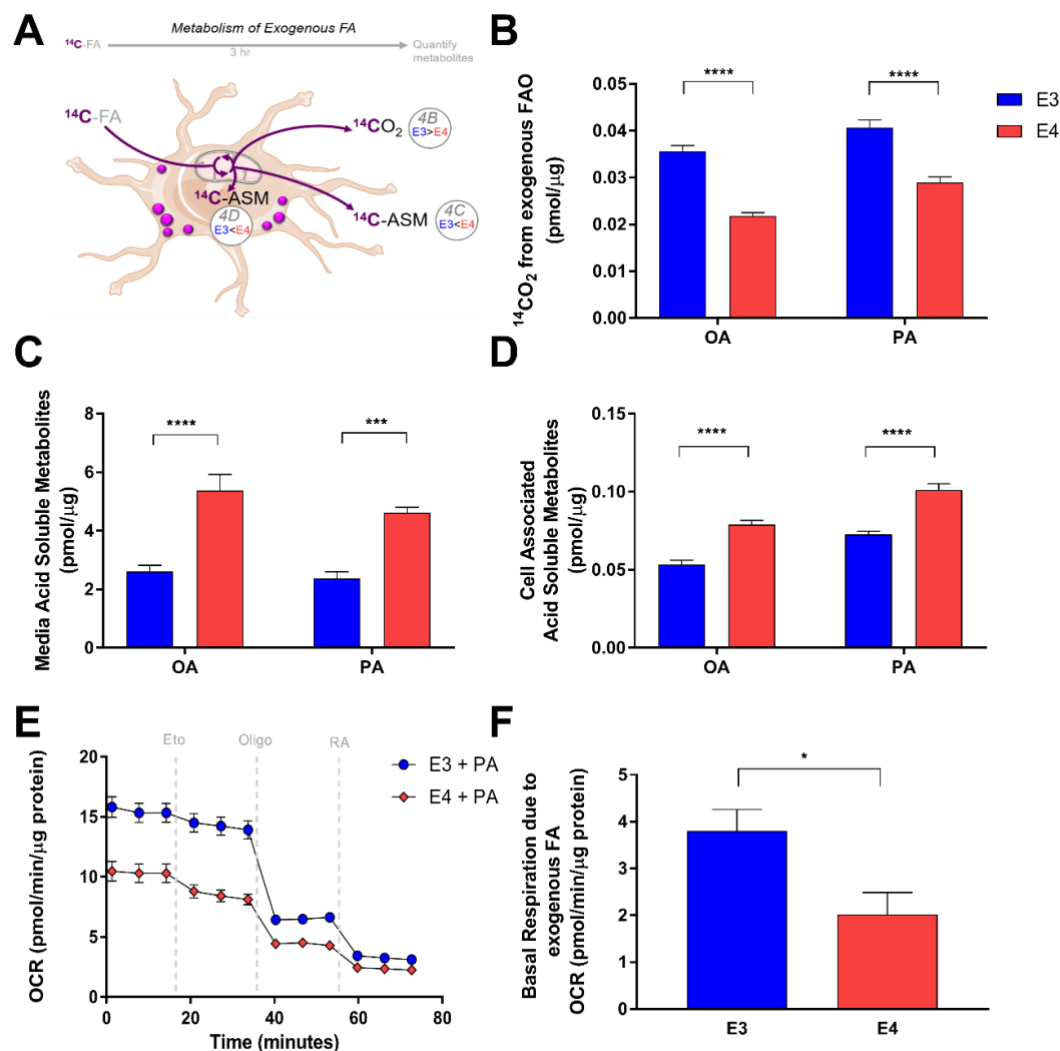 A
Metabolism of Exogenous FA
¹⁴C-FA
3 hr
Quantify
metabolites
¹⁴C-FA
¹⁴CO₂
4B
E3>E4
¹⁴C-ASM
4D
E3<E4
¹⁴C-ASM
4C
E3<E4
B
¹⁴CO₂ from exogenous FAO
(pmol/µg)
0.05
0.04
0.03
0.02
0.01
0.00
****
****
OA
PA
E3
E4
C
Media Acid Soluble Metabolites
(pmol/µg)
8
6
4
2
0
****
***
OA
PA
D
Cell Associated
Acid Soluble Metabolites
(pmol/µg)
0.15
0.10
0.05
0.00
****
****
OA
PA
E
OCR (pmol/min/µg protein)
20
15
10
5
0
Eto
Oligo
RA
E3 + PA
E4 + PA
0
20
40
60
80
Time (minutes)
F
Basal Respiration due to
exogenous FA
OCR (pmol/min/µg protein)
5
4
3
2
1
0
*
E3
E4